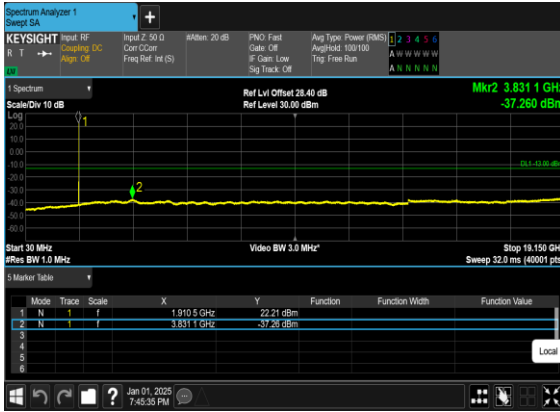 Spectrum Analyzer 1
Swept SA
+
KEYSIGHT Input: RF Input Z: 50 Ω #Atten: 20 dB PNO: Fast Avg Type: Power (RMS) 1 2 3 4 5 6
R T Coupling: DC Corr CCorr Gate: Off Avg|Hold: 100/100 A W W W W W
Align: Off Freq Ref: Int (S) IF Gain: Low Trig: Free Run
Sig Track: Off A N N N N N
1 Spectrum Ref Lvl Offset 28.40 dB Mkr2 3.831 1 GHz
Scale/Div 10 dB Ref Level 30.00 dBm -37.260 dBm
Log
1
20.0
10.0
0.00
-10.0 DL1 -13.00 dBm
-20.0
-30.0
2
-40.0
-50.0
-60.0
Start 30 MHz Video BW 3.0 MHz* Stop 19.150 GHz
#Res BW 1.0 MHz Sweep 32.0 ms (40001 pts)
5 Marker Table
Mode Trace Scale X Y Function Function Width Function Value
1 N 1 f 1.910 5 GHz 22.21 dBm
2 N 1 f 3.831 1 GHz -37.26 dBm
3
4
5
6
Local
? Jan 01, 2025
7:45:35 PM